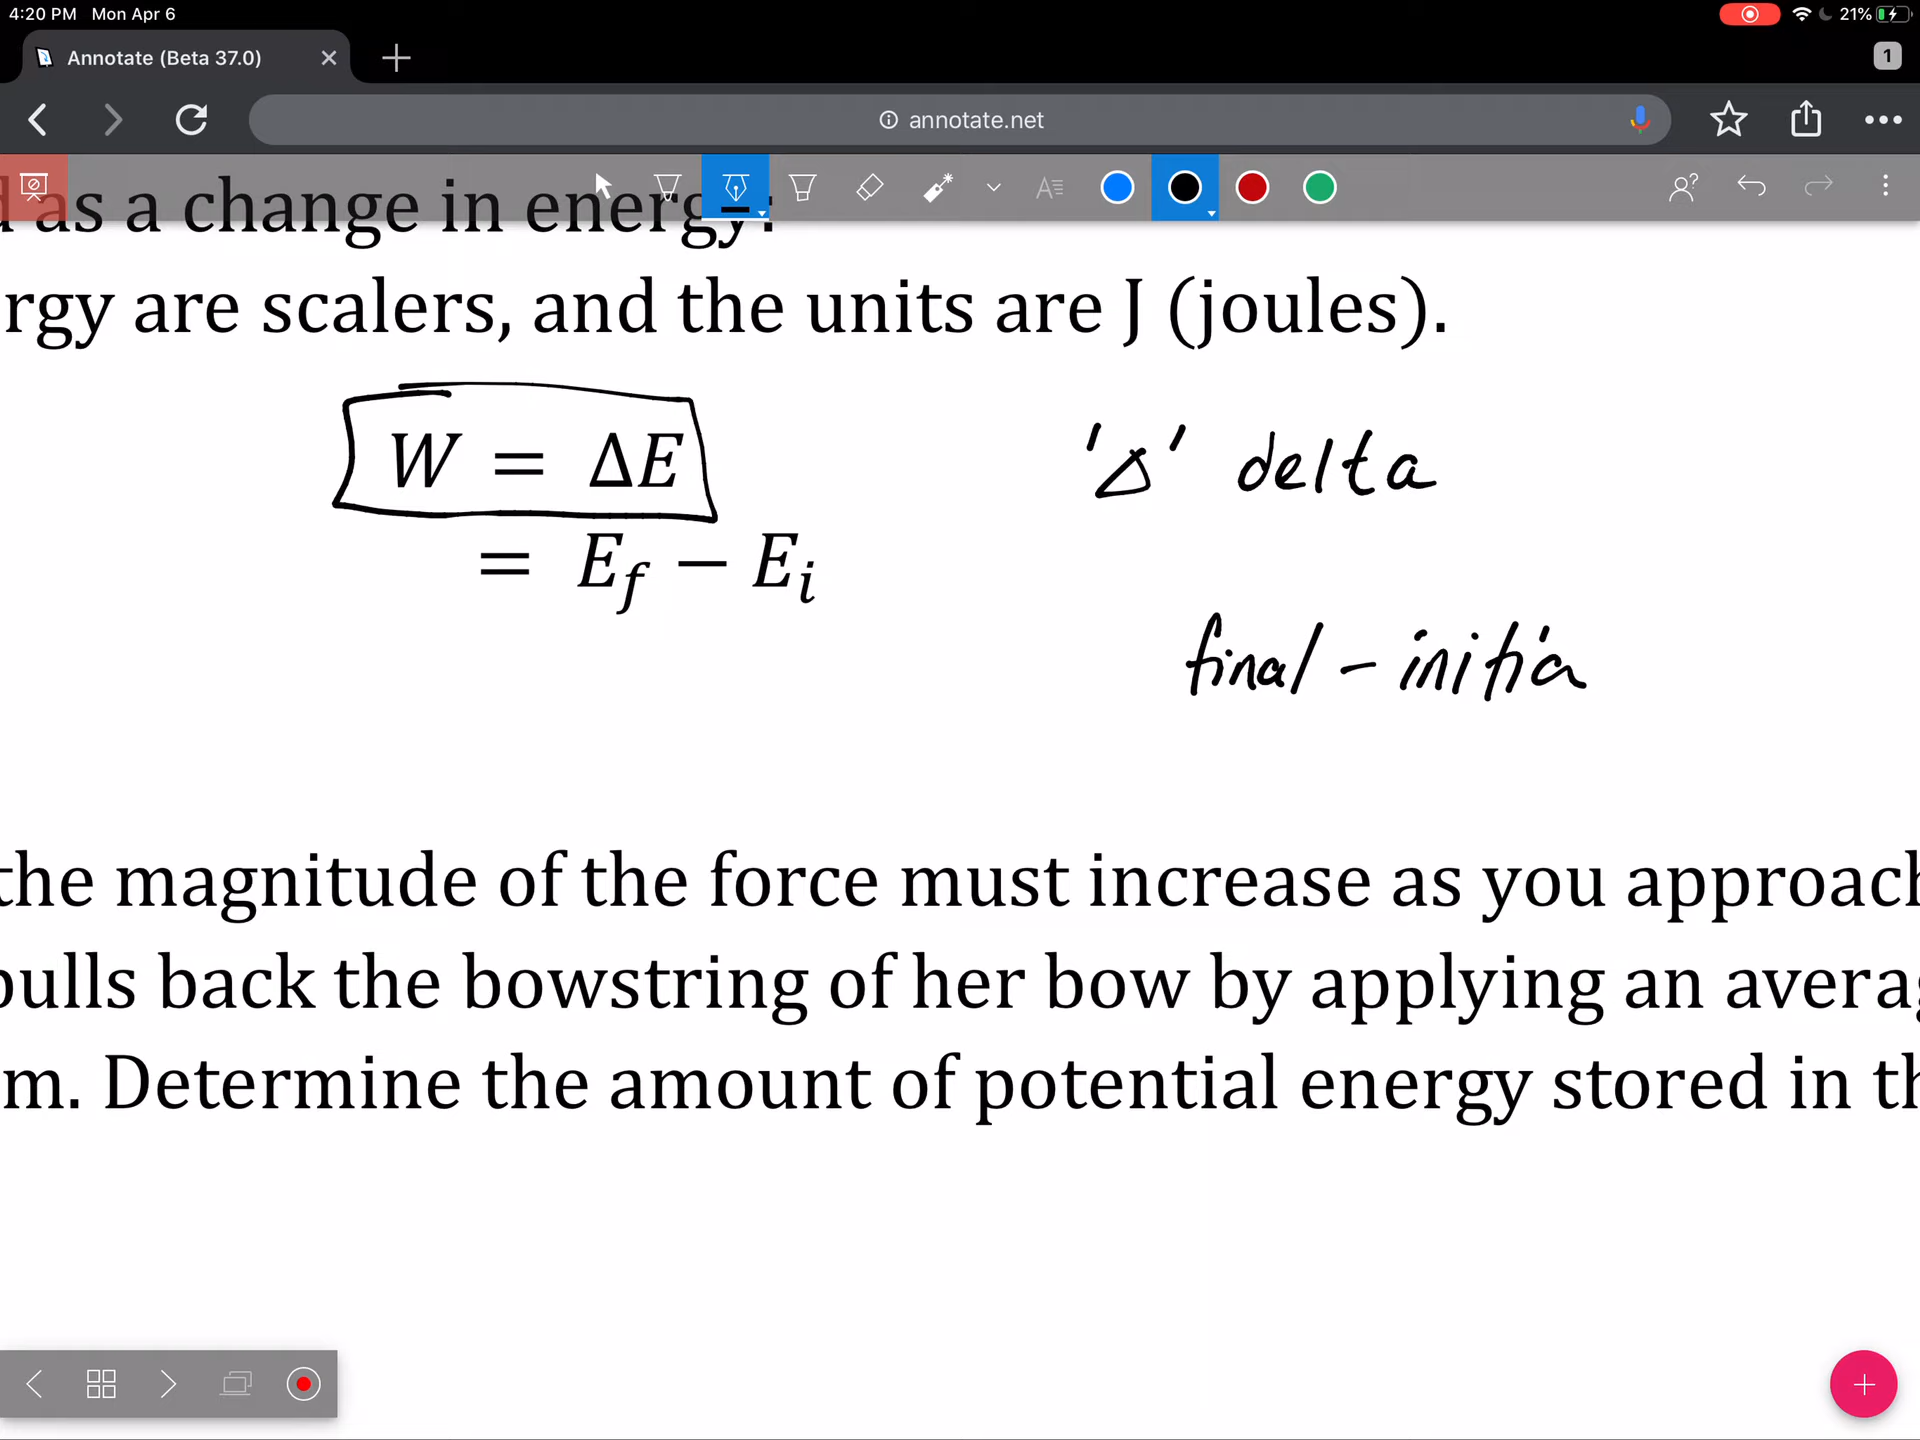 4:20 PM Mon Apr 6
21%
Annotate (Beta 37.0)
1
annotate.net
as a change in energy:
rgy are scalers, and the units are J (joules).
W = ΔE
'Δ' delta
= E_f − E_i
final - initia
the magnitude of the force must increase as you approach
pulls back the bowstring of her bow by applying an averag
m. Determine the amount of potential energy stored in th